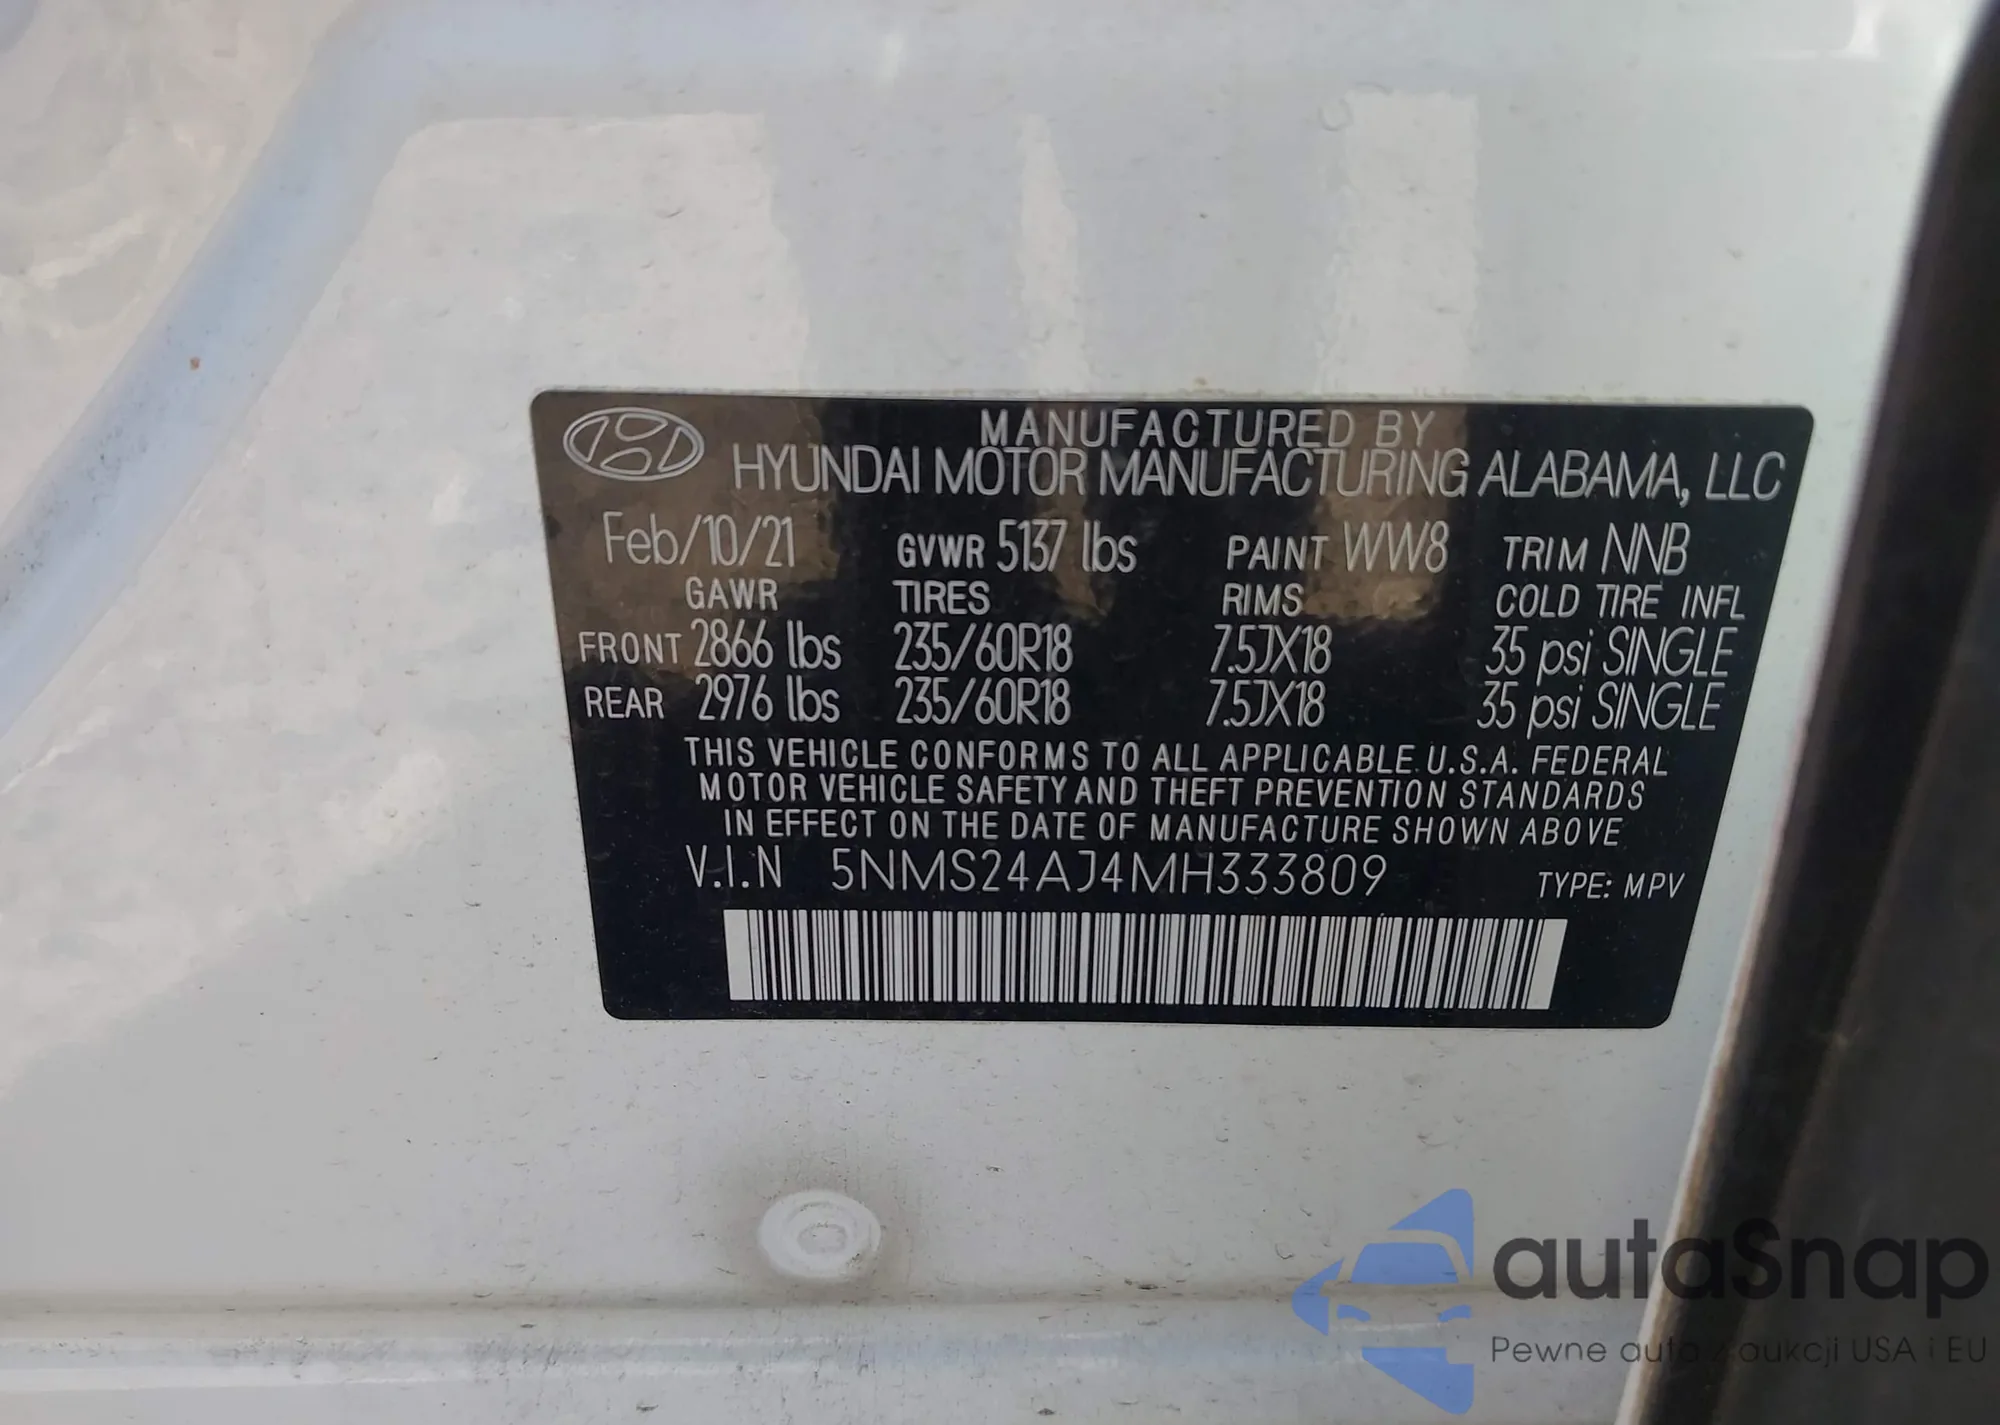 MANUFACTURED BY
HYUNDAI MOTOR MANUFACTURING ALABAMA, LLC
Feb/10/21 GVWR 5137 lbs PAINT WW8 TRIM NNB
GAWR TIRES RIMS COLD TIRE INFL
FRONT 2866 lbs 235/60R18 7.5JX18 35 psi SINGLE
REAR 2976 lbs 235/60R18 7.5JX18 35 psi SINGLE
THIS VEHICLE CONFORMS TO ALL APPLICABLE U.S.A. FEDERAL
MOTOR VEHICLE SAFETY AND THEFT PREVENTION STANDARDS
IN EFFECT ON THE DATE OF MANUFACTURE SHOWN ABOVE
V.I.N 5NMS24AJ4MH333809 TYPE: MPV
autaSnap
Pewne auto z aukcji USA i EU